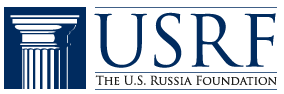 USRF
THE U.S. RUSSIA FOUNDATION